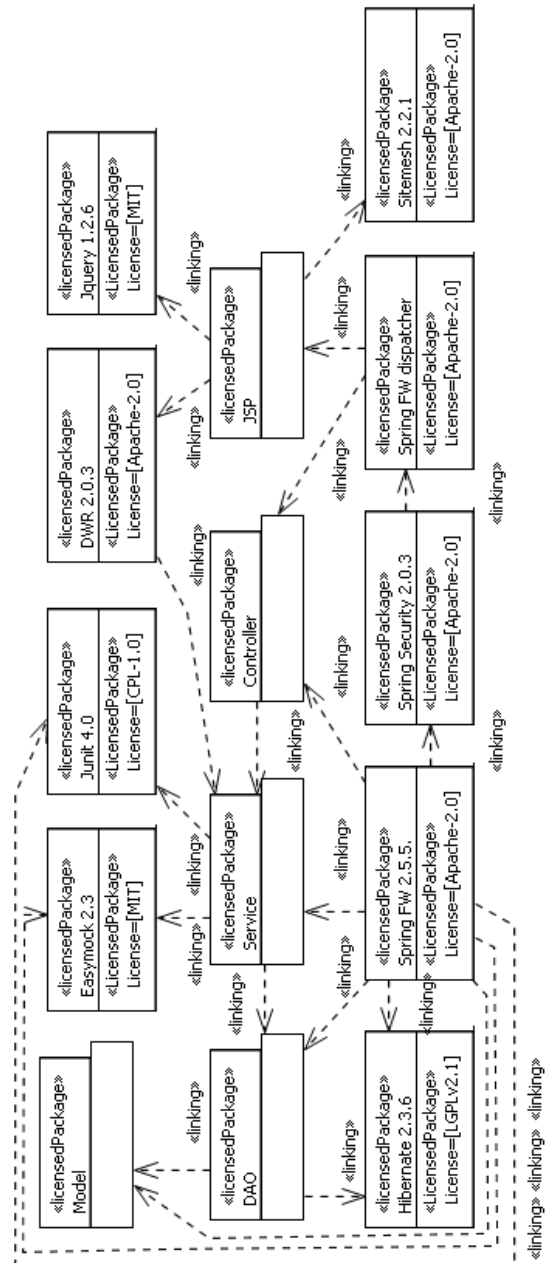 «licensedPackage»
Model
«licensedPackage»
Easymock 2.3
«LicensedPackage»
License=[MIT]
«licensedPackage»
Junit 4.0
«LicensedPackage»
License=[CPL-1.0]
«licensedPackage»
DWR 2.0.3
«LicensedPackage»
License=[Apache-2.0]
«licensedPackage»
Jquery 1.2.6
«LicensedPackage»
License=[MIT]
«linking»
«linking»
«linking»
«linking»
«linking»
«licensedPackage»
DAO
«linking»
«licensedPackage»
Service
«licensedPackage»
Controller
«linking»
«licensedPackage»
JSP
«linking»
«linking»
«linking»
«linking»
«linking»
«linking»
«linking»
«licensedPackage»
Hibernate 2.3.6
«LicensedPackage»
License=[LGPLv2.1]
«linking»
«licensedPackage»
Spring FW 2.5.5.
«LicensedPackage»
License=[Apache-2.0]
«linking»
«licensedPackage»
Spring Security 2.0.3
«LicensedPackage»
License=[Apache-2.0]
«linking»
«licensedPackage»
Spring FW dispatcher
«LicensedPackage»
License=[Apache-2.0]
«licensedPackage»
Sitemesh 2.2.1
«LicensedPackage»
License=[Apache-2.0]
«linking» «linking» «linking»